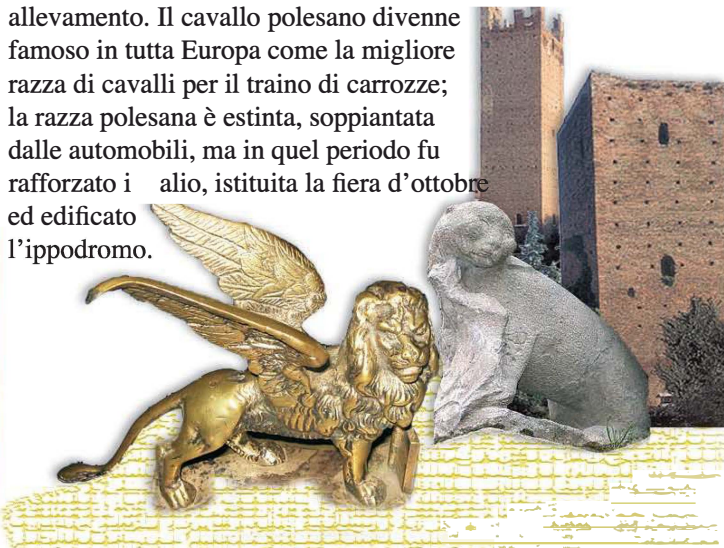 allevamento. Il cavallo polesano divenne
famoso in tutta Europa come la migliore
razza di cavalli per il traino di carrozze;
la razza polesana è estinta, soppiantata
dalle automobili, ma in quel periodo fu
rafforzato i alio, istituita la fiera d’ottobre
ed edificato
l’ippodromo.